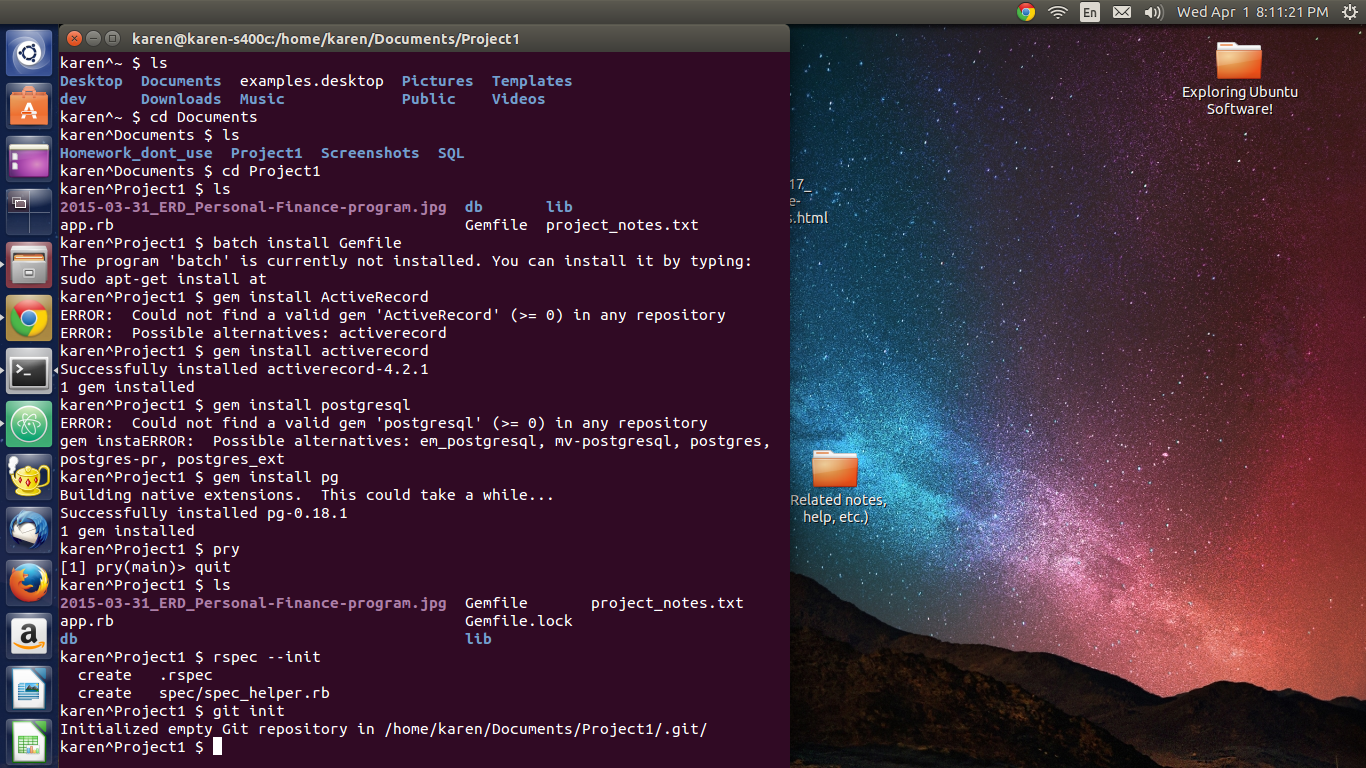 En
Wed Apr 1 8:11:21 PM
karen@karen-s400c:/home/karen/Documents/Project1
karen^~ $ ls
Desktop  Documents  examples.desktop  Pictures  Templates
dev      Downloads  Music             Public    Videos
karen^~ $ cd Documents
karen^Documents $ ls
Homework_dont_use  Project1  Screenshots  SQL
karen^Documents $ cd Project1
karen^Project1 $ ls
2015-03-31_ERD_Personal-Finance-program.jpg  db       lib
app.rb                                       Gemfile  project_notes.txt
karen^Project1 $ batch install Gemfile
The program 'batch' is currently not installed. You can install it by typing:
sudo apt-get install at
karen^Project1 $ gem install ActiveRecord
ERROR:  Could not find a valid gem 'ActiveRecord' (>= 0) in any repository
ERROR:  Possible alternatives: activerecord
karen^Project1 $ gem install activerecord
Successfully installed activerecord-4.2.1
1 gem installed
karen^Project1 $ gem install postgresql
ERROR:  Could not find a valid gem 'postgresql' (>= 0) in any repository
gem instaERROR:  Possible alternatives: em_postgresql, mv-postgresql, postgres,
postgres-pr, postgres_ext
karen^Project1 $ gem install pg
Building native extensions.  This could take a while...
Successfully installed pg-0.18.1
1 gem installed
karen^Project1 $ pry
[1] pry(main)> quit
karen^Project1 $ ls
2015-03-31_ERD_Personal-Finance-program.jpg  Gemfile       project_notes.txt
app.rb                                       Gemfile.lock
db                                           lib
karen^Project1 $ rspec --init
  create   .rspec
  create   spec/spec_helper.rb
karen^Project1 $ git init
Initialized empty Git repository in /home/karen/Documents/Project1/.git/
karen^Project1 $
Exploring Ubuntu
Software!
17_
e-
s.html
Related notes,
help, etc.)